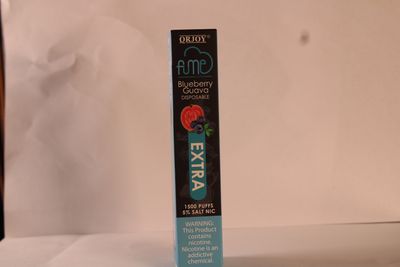 QRJOY®
fume
Blueberry
Guava
DISPOSABLE
EXTRA
1500 PUFFS
5% SALT NIC
WARNING:
This Product
contains
nicotine.
Nicotine is an
addictive
chemical.